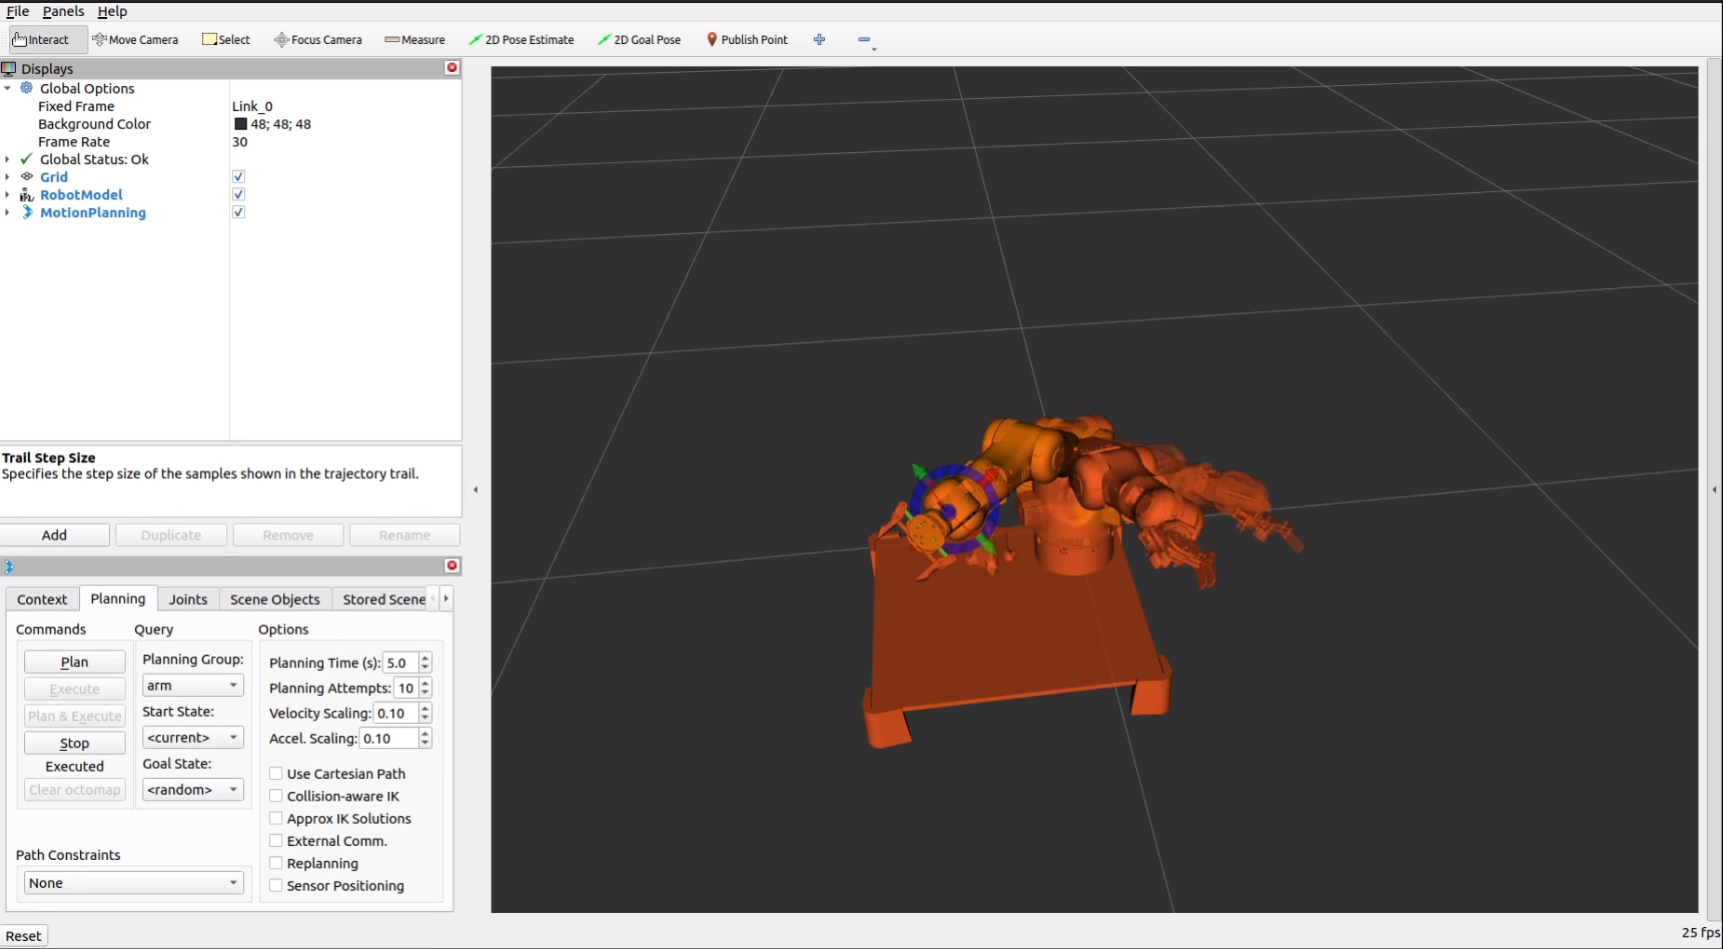 File Panels Help
Interact Move Camera Select Focus Camera Measure 2D Pose Estimate 2D Goal Pose Publish Point
Displays
Global Options
Fixed Frame Link_0
Background Color 48; 48; 48
Frame Rate 30
Global Status: Ok
Grid
RobotModel
MotionPlanning
Trail Step Size
Specifies the step size of the samples shown in the trajectory trail.
Add Duplicate Remove Rename
Context Planning Joints Scene Objects Stored Scene
Commands Query Options
Plan
Execute
Plan & Execute
Stop
Executed
Clear octomap
Planning Group:
arm
Start State:
<current>
Goal State:
<random>
Planning Time (s): 5.0
Planning Attempts: 10
Velocity Scaling: 0.10
Accel. Scaling: 0.10
Use Cartesian Path
Collision-aware IK
Approx IK Solutions
External Comm.
Replanning
Sensor Positioning
Path Constraints
None
Reset
25 fps